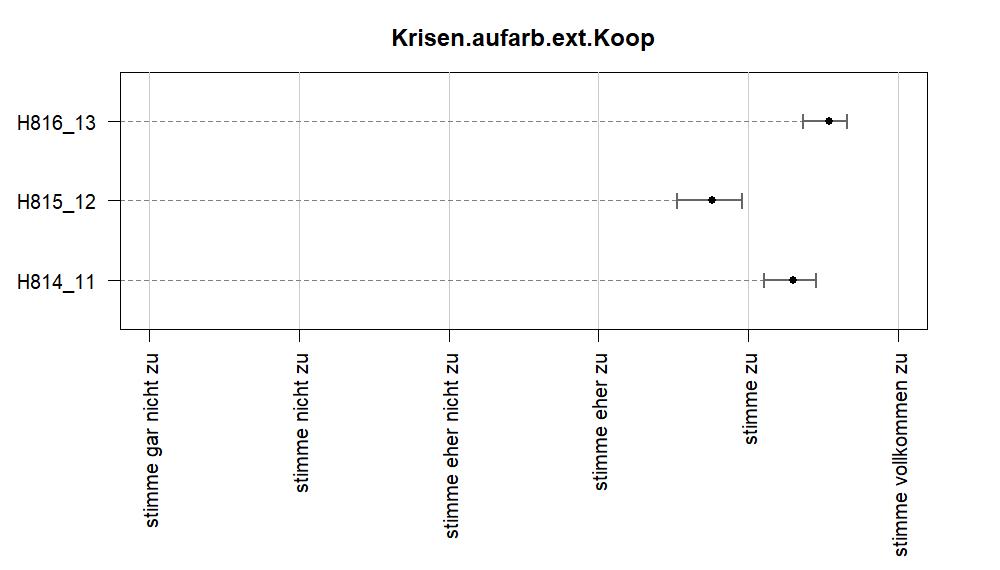 Krisen.aufarb.ext.Koop
H816_13
H815_12
H814_11
stimme gar nicht zu
stimme nicht zu
stimme eher nicht zu
stimme eher zu
stimme zu
stimme vollkommen zu